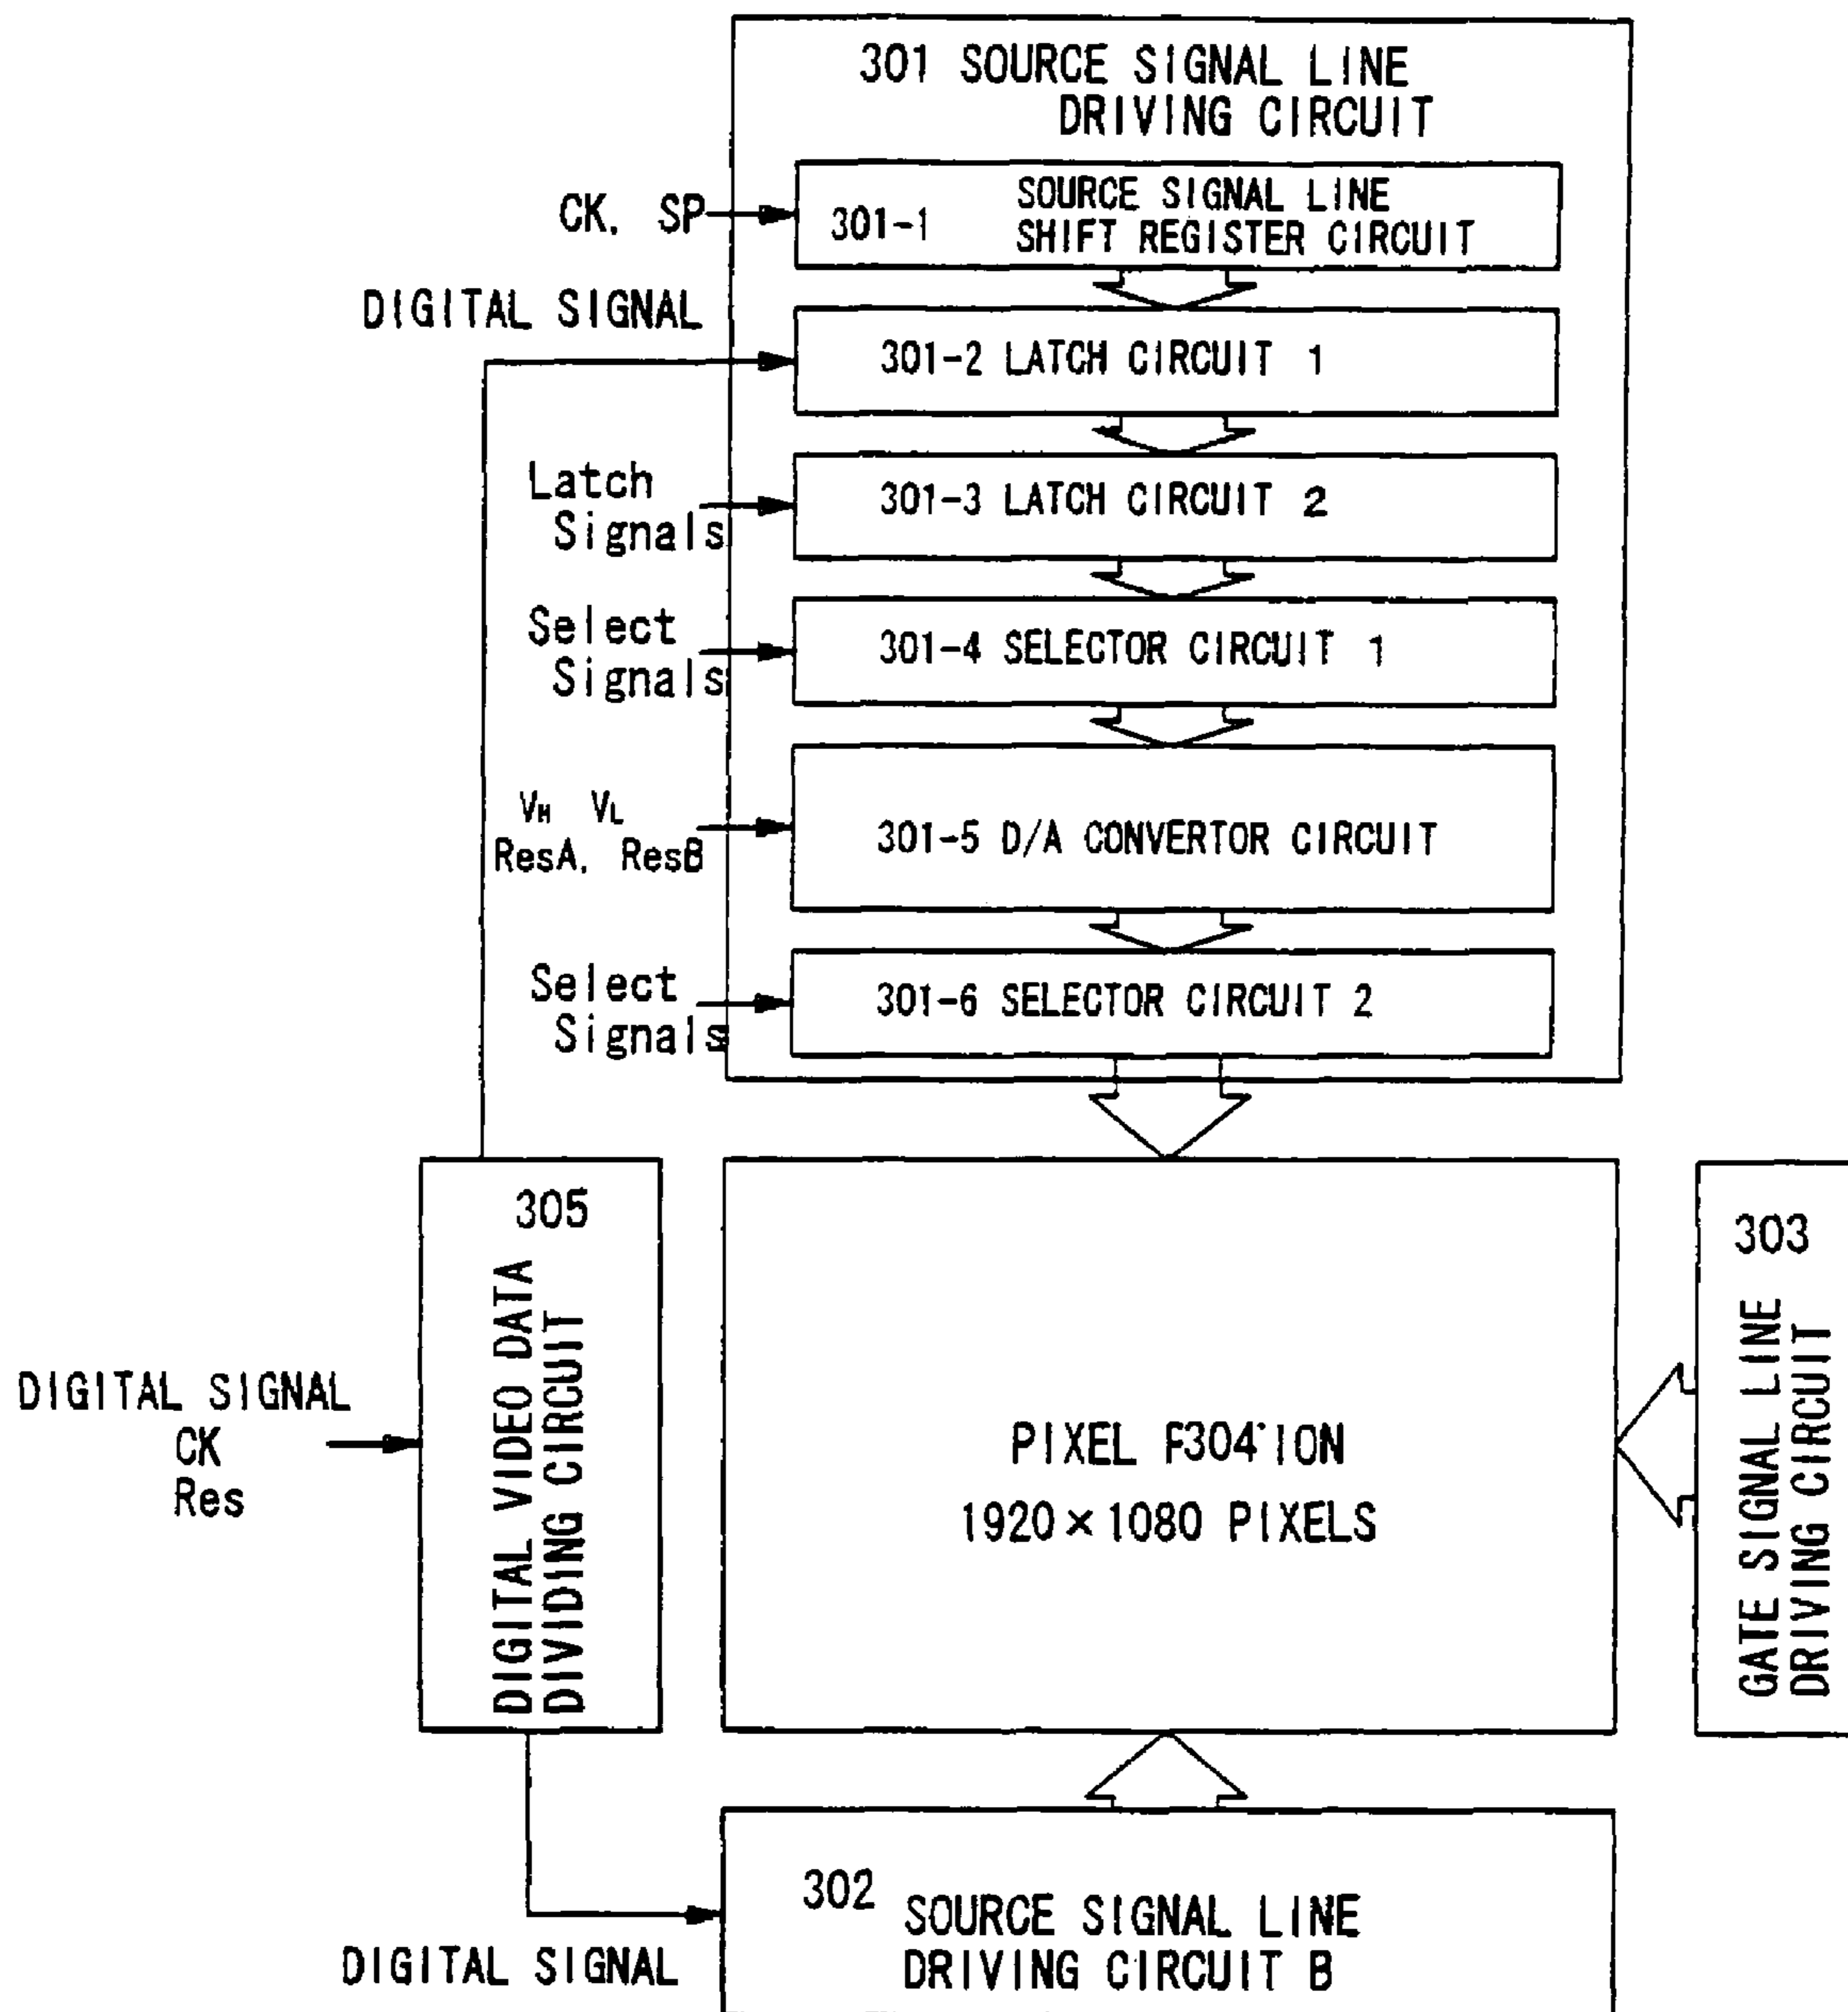 301 SOURCE SIGNAL LINE
DRIVING CIRCUIT
CK, SP
301-1
SOURCE SIGNAL LINE
SHIFT REGISTER CIRCUIT
DIGITAL SIGNAL
301-2 LATCH CIRCUIT 1
Latch
Signals
301-3 LATCH CIRCUIT 2
Select
Signals
301-4 SELECTOR CIRCUIT 1
VH VL
ResA, ResB
301-5 D/A CONVERTOR CIRCUIT
Select
Signals
301-6 SELECTOR CIRCUIT 2
305
DIGITAL VIDEO DATA
DIVIDING CIRCUIT
DIGITAL SIGNAL
CK
Res
PIXEL
304
1920×1080 PIXELS
303
GATE SIGNAL LINE
DRIVING CIRCUIT
302
SOURCE SIGNAL LINE
DRIVING CIRCUIT B
DIGITAL SIGNAL